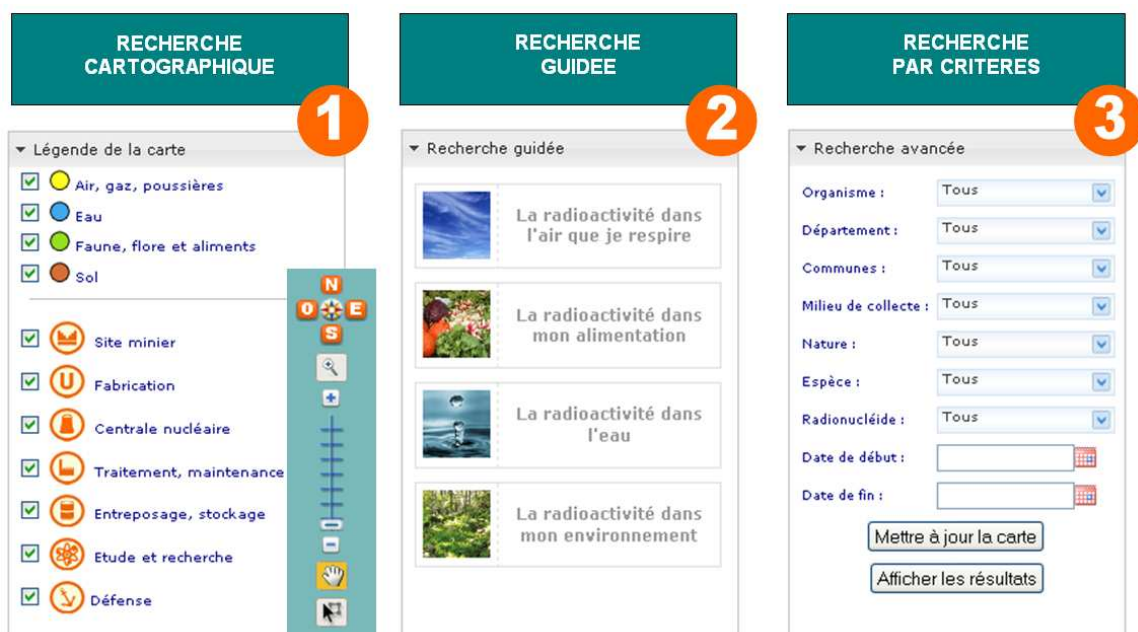 RECHERCHE
CARTOGRAPHIQUE
1
▾ Légende de la carte
Air, gaz, poussières
Eau
Faune, flore et aliments
Sol
Site minier
U
Fabrication
Centrale nucléaire
Traitement, maintenance
Entreposage, stockage
Etude et recherche
Défense
N
O
E
S
+
-
RECHERCHE
GUIDEE
2
▾ Recherche guidée
La radioactivité dans
l'air que je respire
La radioactivité dans
mon alimentation
La radioactivité dans
l'eau
La radioactivité dans
mon environnement
RECHERCHE
PAR CRITERES
3
▾ Recherche avancée
Organisme : Tous
Département : Tous
Communes : Tous
Milieu de collecte : Tous
Nature : Tous
Espèce : Tous
Radionucléide : Tous
Date de début :
Date de fin :
Mettre à jour la carte
Afficher les résultats